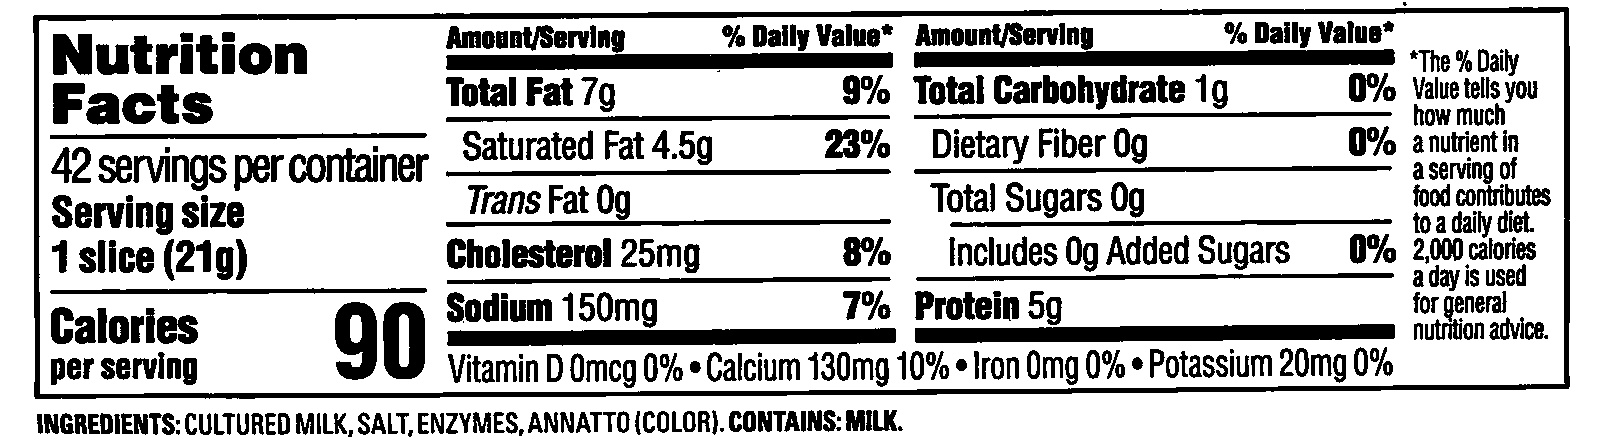 Nutrition
Facts
42 servings per container
Serving size
1 slice (21g)
Calories
per serving
90
Amount/Serving % Daily Value*
Total Fat 7g 9%
Saturated Fat 4.5g 23%
Trans Fat 0g
Cholesterol 25mg 8%
Sodium 150mg 7%
Amount/Serving % Daily Value*
Total Carbohydrate 1g 0%
Dietary Fiber 0g 0%
Total Sugars 0g
Includes 0g Added Sugars 0%
Protein 5g
Vitamin D 0mcg 0% • Calcium 130mg 10% • Iron 0mg 0% • Potassium 20mg 0%
*The % Daily
Value tells you
how much
a nutrient in
a serving of
food contributes
to a daily diet.
2,000 calories
a day is used
for general
nutrition advice.
INGREDIENTS: CULTURED MILK, SALT, ENZYMES, ANNATTO (COLOR). CONTAINS: MILK.